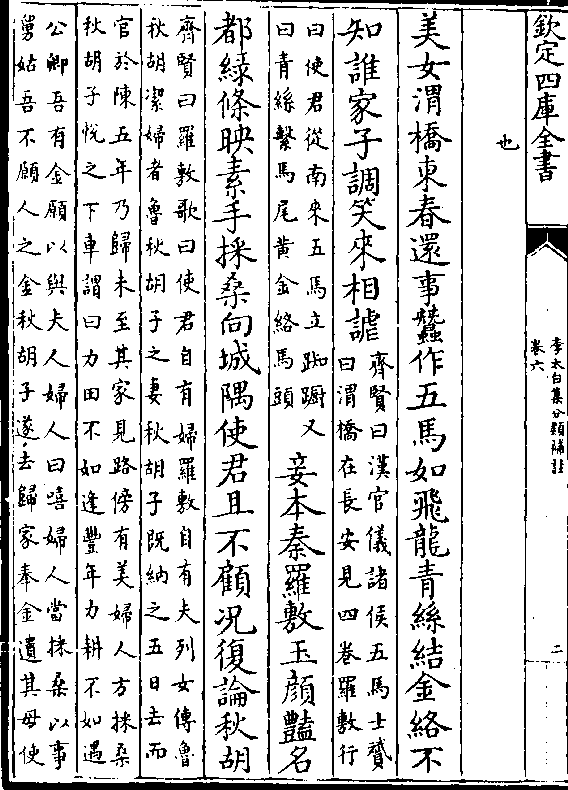 欽定四庫全書
李太白集分類補註
卷六
二
也
美女渭橋東春還事蠶作五馬如飛龍青絲結金絡不
知誰家子調笑來相謔
齊賢曰漢官儀諸侯五馬士贇
曰渭橋在長安見四卷羅敷行
曰使君從南來五馬立踟蹰又
曰青絲繫馬尾黄金絡馬頭
妾本秦羅敷玉顔豔名
都緑條映素手採桑向城隅使君且不顧况復論秋胡
齊賢曰羅敷歌曰使君自有婦羅敷自有夫列女傳魯
秋胡潔婦者魯秋胡子之妻秋胡子既納之五日去而
官於陳五年乃歸未至其家見路傍有美婦人方採桑
秋胡子悦之下車謂曰力田不如逢豐年力耕不如遇
公卿吾有金願以與夫人婦人曰嘻婦人當採桑以事
舅姑吾不願人之金秋胡子遂去歸家奉金遺其母使